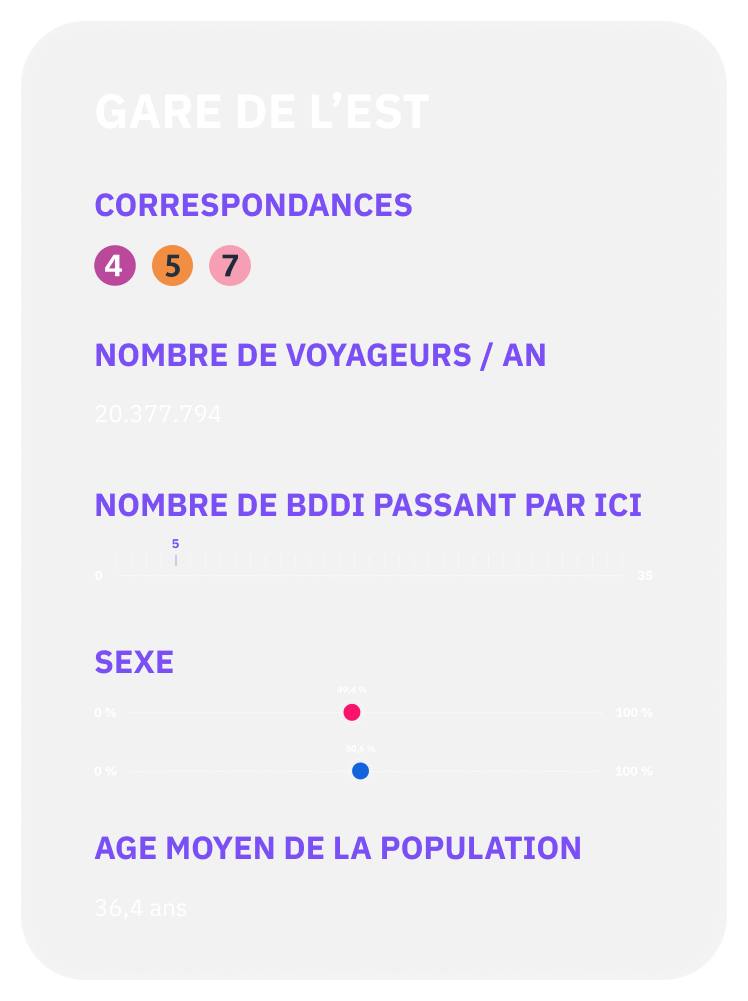 GARE DE L’EST
CORRESPONDANCES
4 5 7
NOMBRE DE VOYAGEURS / AN
20.377.794
NOMBRE DE BDDI PASSANT PAR ICI
5
0 35
SEXE
49,4 %
0 % 100 %
50,6 %
0 % 100 %
AGE MOYEN DE LA POPULATION
36,4 ans